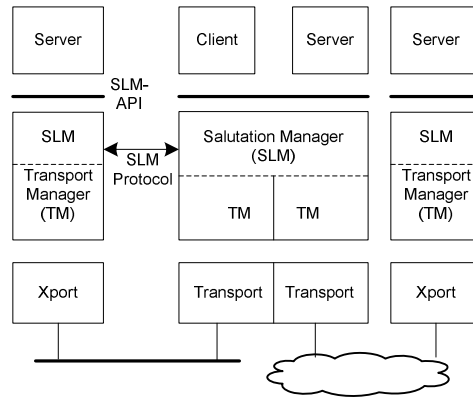 Server
Client
Server
Server
SLM-
API
SLM
Transport
Manager
(TM)
SLM
Protocol
Salutation Manager
(SLM)
TM
TM
SLM
Transport
Manager
(TM)
Xport
Transport
Transport
Xport